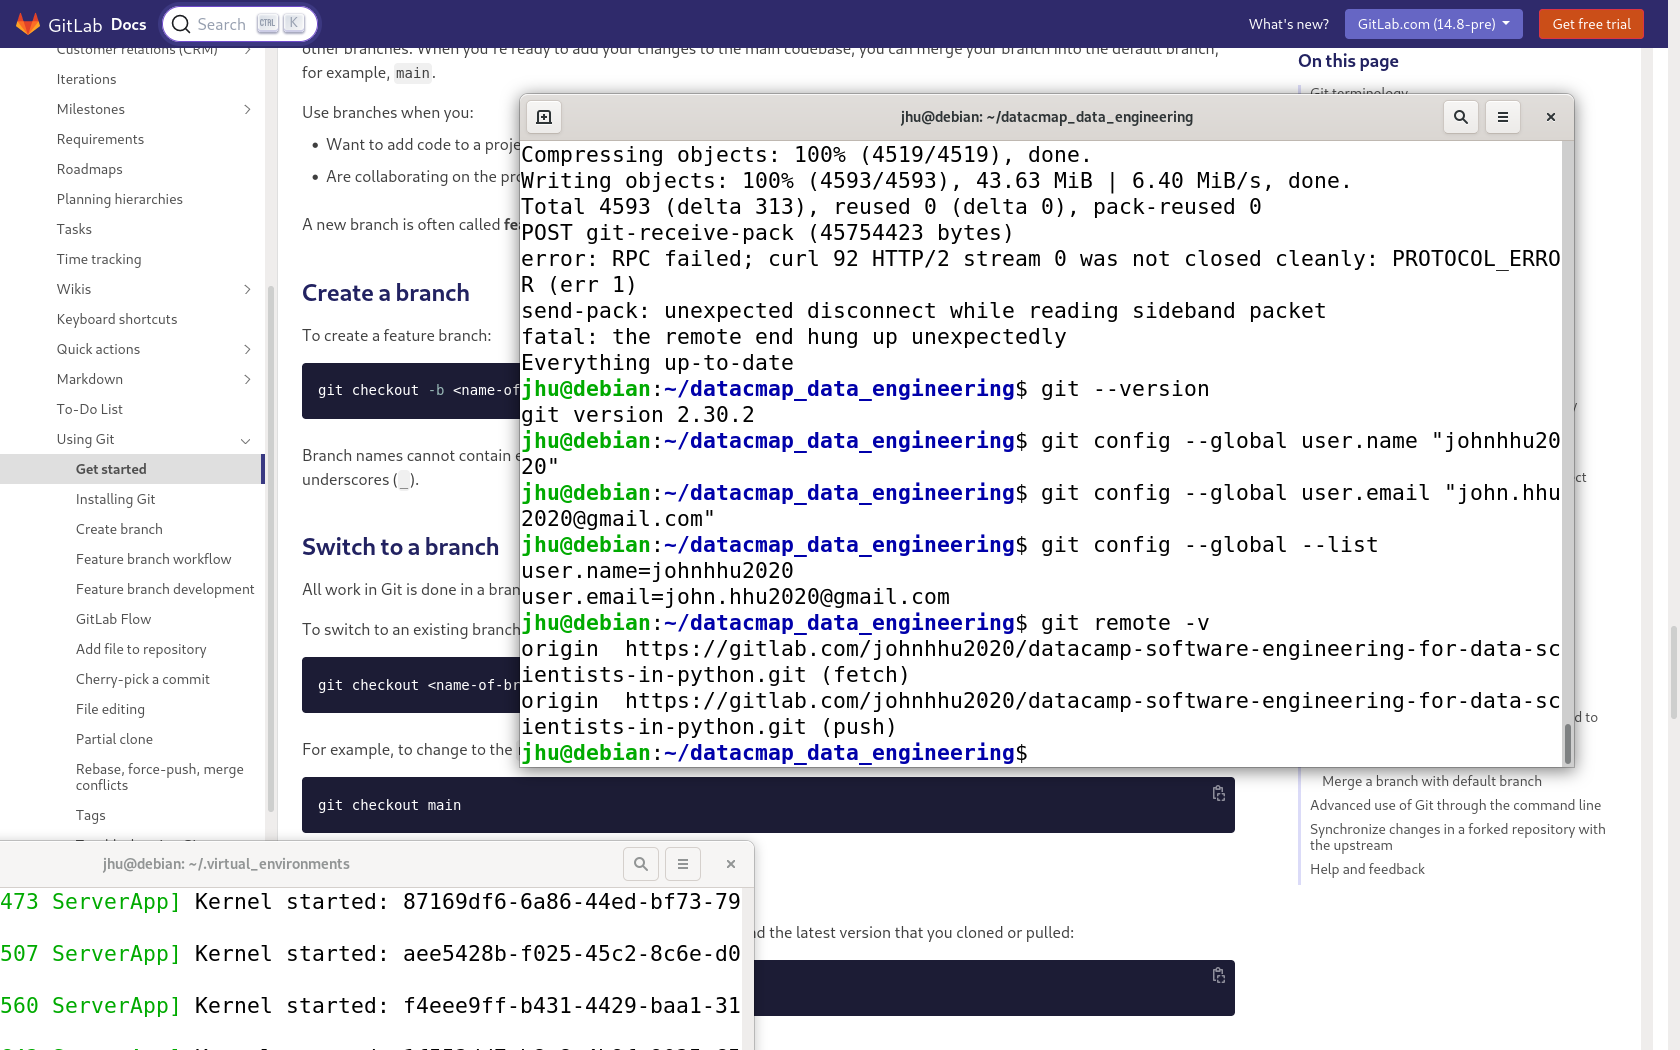 GitLab Docs
Search CTRL K
What's new?
GitLab.com (14.8-pre)
Get free trial
Customer relations (CRM)
Iterations
Milestones
Requirements
Roadmaps
Planning hierarchies
Tasks
Time tracking
Wikis
Keyboard shortcuts
Quick actions
Markdown
To-Do List
Using Git
Get started
Installing Git
Create branch
Feature branch workflow
Feature branch development
GitLab Flow
Add file to repository
Cherry-pick a commit
File editing
Partial clone
Rebase, force-push, merge
conflicts
Tags
other branches. When you're ready to add your changes to the main codebase, you can merge your branch into the default branch,
for example, main.
Use branches when you:
Want to add code to a proje
Are collaborating on the pro
A new branch is often called fe
Create a branch
To create a feature branch:
git checkout -b <name-of
Branch names cannot contain e
underscores (_).
Switch to a branch
All work in Git is done in a bran
To switch to an existing branch
git checkout <name-of-br
For example, to change to the
git checkout main
nd the latest version that you cloned or pulled:
On this page
Git terminology
y
ct
d to
Merge a branch with default branch
Advanced use of Git through the command line
Synchronize changes in a forked repository with
the upstream
Help and feedback
jhu@debian: ~/datacmap_data_engineering
Compressing objects: 100% (4519/4519), done.
Writing objects: 100% (4593/4593), 43.63 MiB | 6.40 MiB/s, done.
Total 4593 (delta 313), reused 0 (delta 0), pack-reused 0
POST git-receive-pack (45754423 bytes)
error: RPC failed; curl 92 HTTP/2 stream 0 was not closed cleanly: PROTOCOL_ERRO
R (err 1)
send-pack: unexpected disconnect while reading sideband packet
fatal: the remote end hung up unexpectedly
Everything up-to-date
jhu@debian:~/datacmap_data_engineering$ git --version
git version 2.30.2
jhu@debian:~/datacmap_data_engineering$ git config --global user.name "johnhhu20
20"
jhu@debian:~/datacmap_data_engineering$ git config --global user.email "john.hhu
2020@gmail.com"
jhu@debian:~/datacmap_data_engineering$ git config --global --list
user.name=johnhhu2020
user.email=john.hhu2020@gmail.com
jhu@debian:~/datacmap_data_engineering$ git remote -v
origin  https://gitlab.com/johnhhu2020/datacamp-software-engineering-for-data-sc
ientists-in-python.git (fetch)
origin  https://gitlab.com/johnhhu2020/datacamp-software-engineering-for-data-sc
ientists-in-python.git (push)
jhu@debian:~/datacmap_data_engineering$
jhu@debian: ~/.virtual_environments
473 ServerApp] Kernel started: 87169df6-6a86-44ed-bf73-79
507 ServerApp] Kernel started: aee5428b-f025-45c2-8c6e-d0
560 ServerApp] Kernel started: f4eee9ff-b431-4429-baa1-31